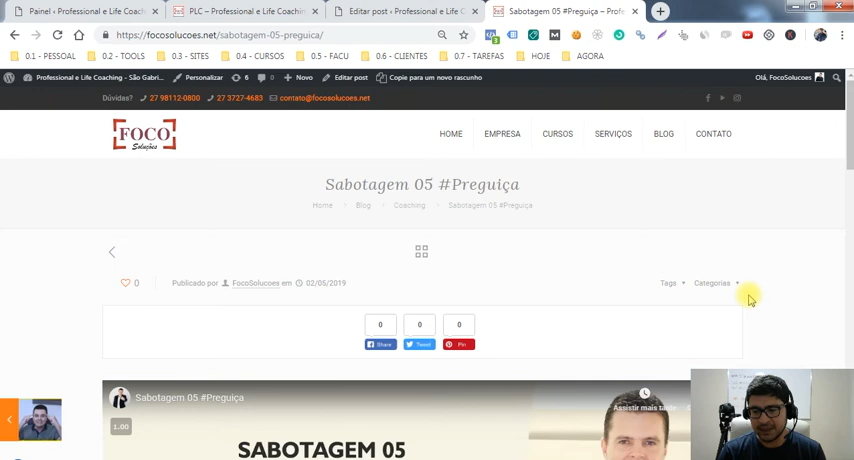 Painel ‹ Professional e Life Coach
PLC – Professional e Life Coachin
Editar post ‹ Professional e Life C
Sabotagem 05 #Preguiça – Profe
https://focosolucoes.net/sabotagem-05-preguica/
0.1 - PESSOAL
0.2 - TOOLS
0.3 - SITES
0.4 - CURSOS
0.5 - FACU
0.6 - CLIENTES
0.7 - TAREFAS
HOJE
AGORA
Professional e Life Coaching – São Gabri...
Personalizar
6
0
Novo
Editar post
Copie para um novo rascunho
Olá, FocoSolucoes
Dúvidas? 27 98112-0800 27 3727-4683 contato@focosolucoes.net
FOCO
Soluções
HOME EMPRESA CURSOS SERVIÇOS BLOG CONTATO
Sabotagem 05 #Preguiça
Home Blog Coaching Sabotagem 05 #Preguiça
0 Publicado por FocoSolucoes em 02/05/2019
Tags Categorias
0 0 0
Share Tweet Pin
Sabotagem 05 #Preguiça
Assistir mais tarde
1.00
SABOTAGEM 05